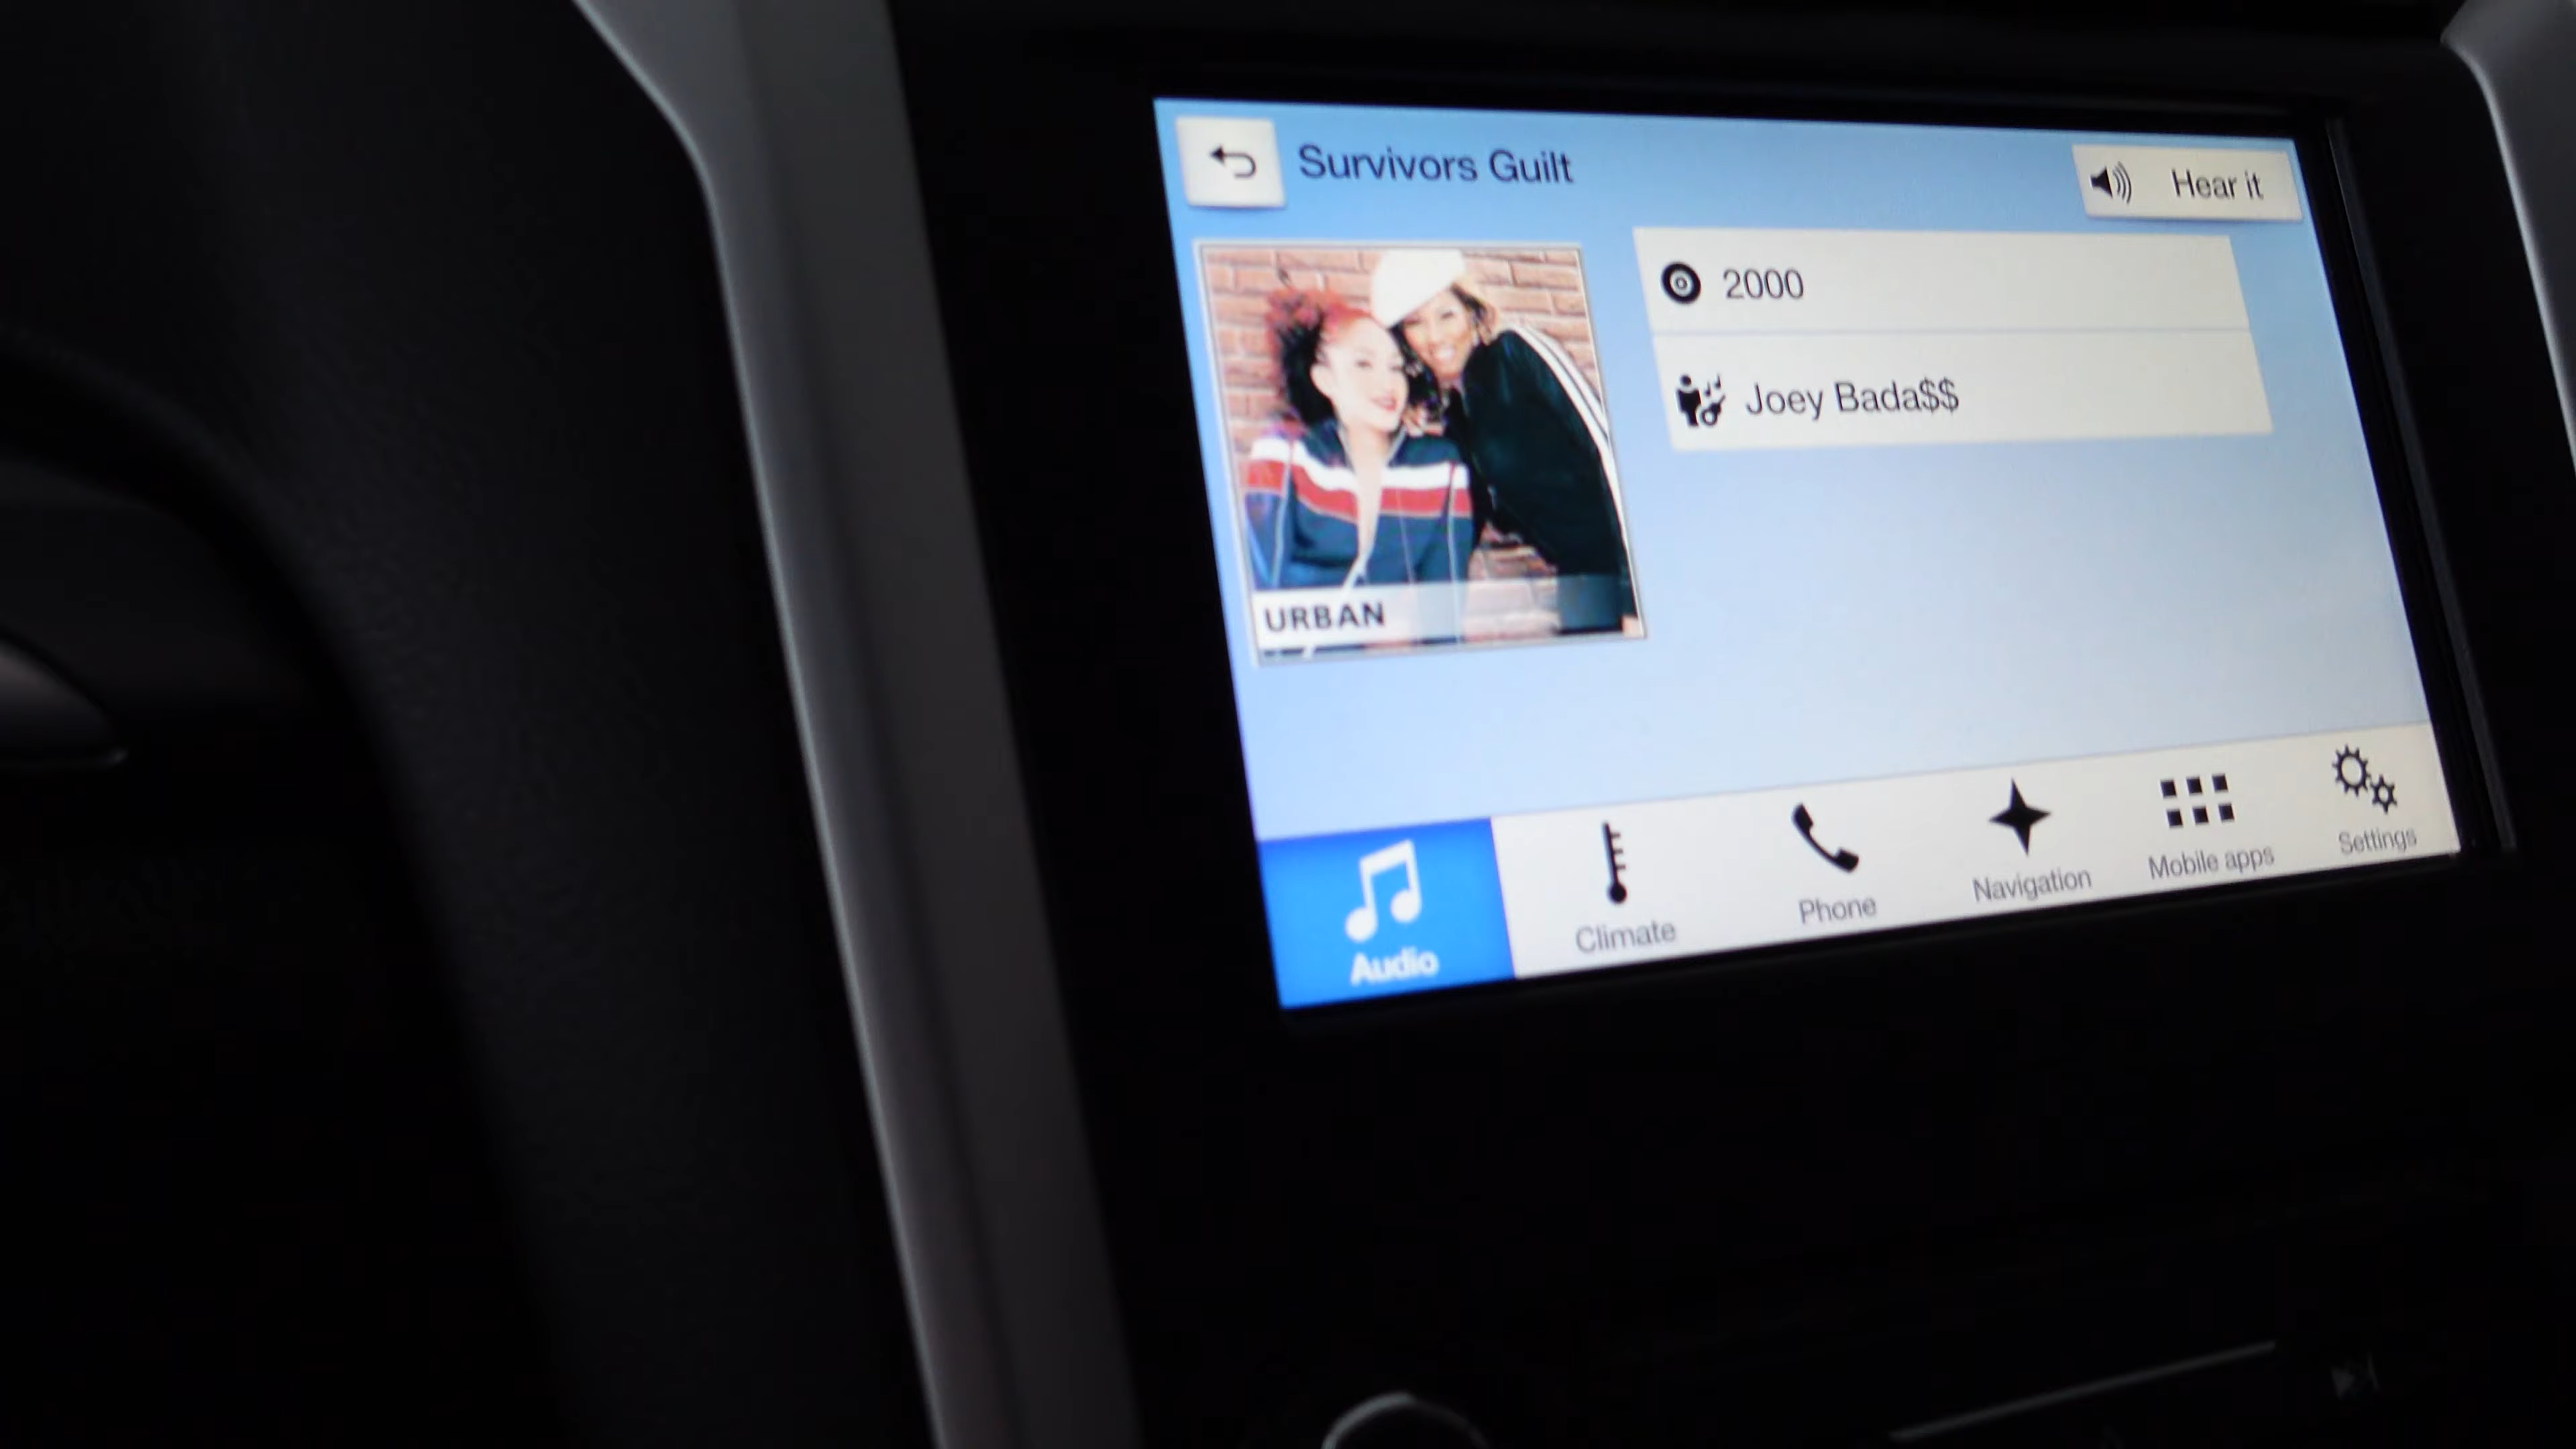 Survivors Guilt
Hear it
2000
Joey Bada$$
URBAN
Audio
Climate
Phone
Navigation
Mobile apps
Settings